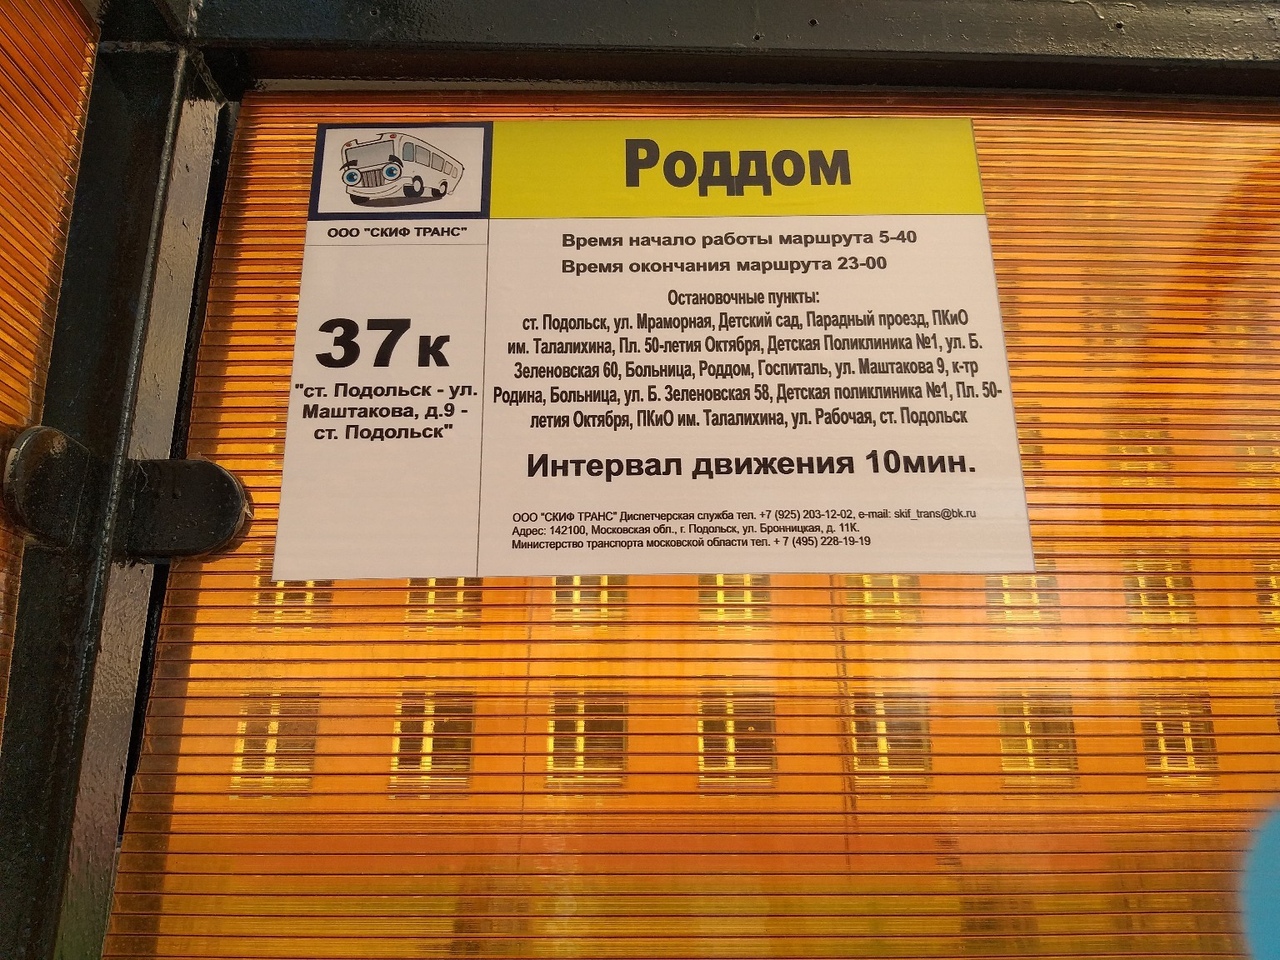 Роддом
ООО "СКИФ ТРАНС"
37к
"ст. Подольск - ул.
Маштакова, д.9 -
ст. Подольск"
Время начало работы маршрута 5-40
Время окончания маршрута 23-00
Остановочные пункты:
ст. Подольск, ул. Мраморная, Детский сад, Парадный проезд, ПКиО
им. Талалихина, Пл. 50-летия Октября, Детская Поликлиника №1, ул. Б.
Зеленовская 60, Больница, Роддом, Госпиталь, ул. Маштакова 9, к-тр
Родина, Больница, ул. Б. Зеленовская 58, Детская поликлиника №1, Пл. 50-
летия Октября, ПКиО им. Талалихина, ул. Рабочая, ст. Подольск
Интервал движения 10мин.
ООО "СКИФ ТРАНС" Диспетчерская служба тел. +7 (925) 203-12-02, e-mail: skif_trans@bk.ru
Адрес: 142100, Московская обл., г. Подольск, ул. Бронницкая, д. 11К.
Министерство транспорта московской области тел. + 7 (495) 228-19-19